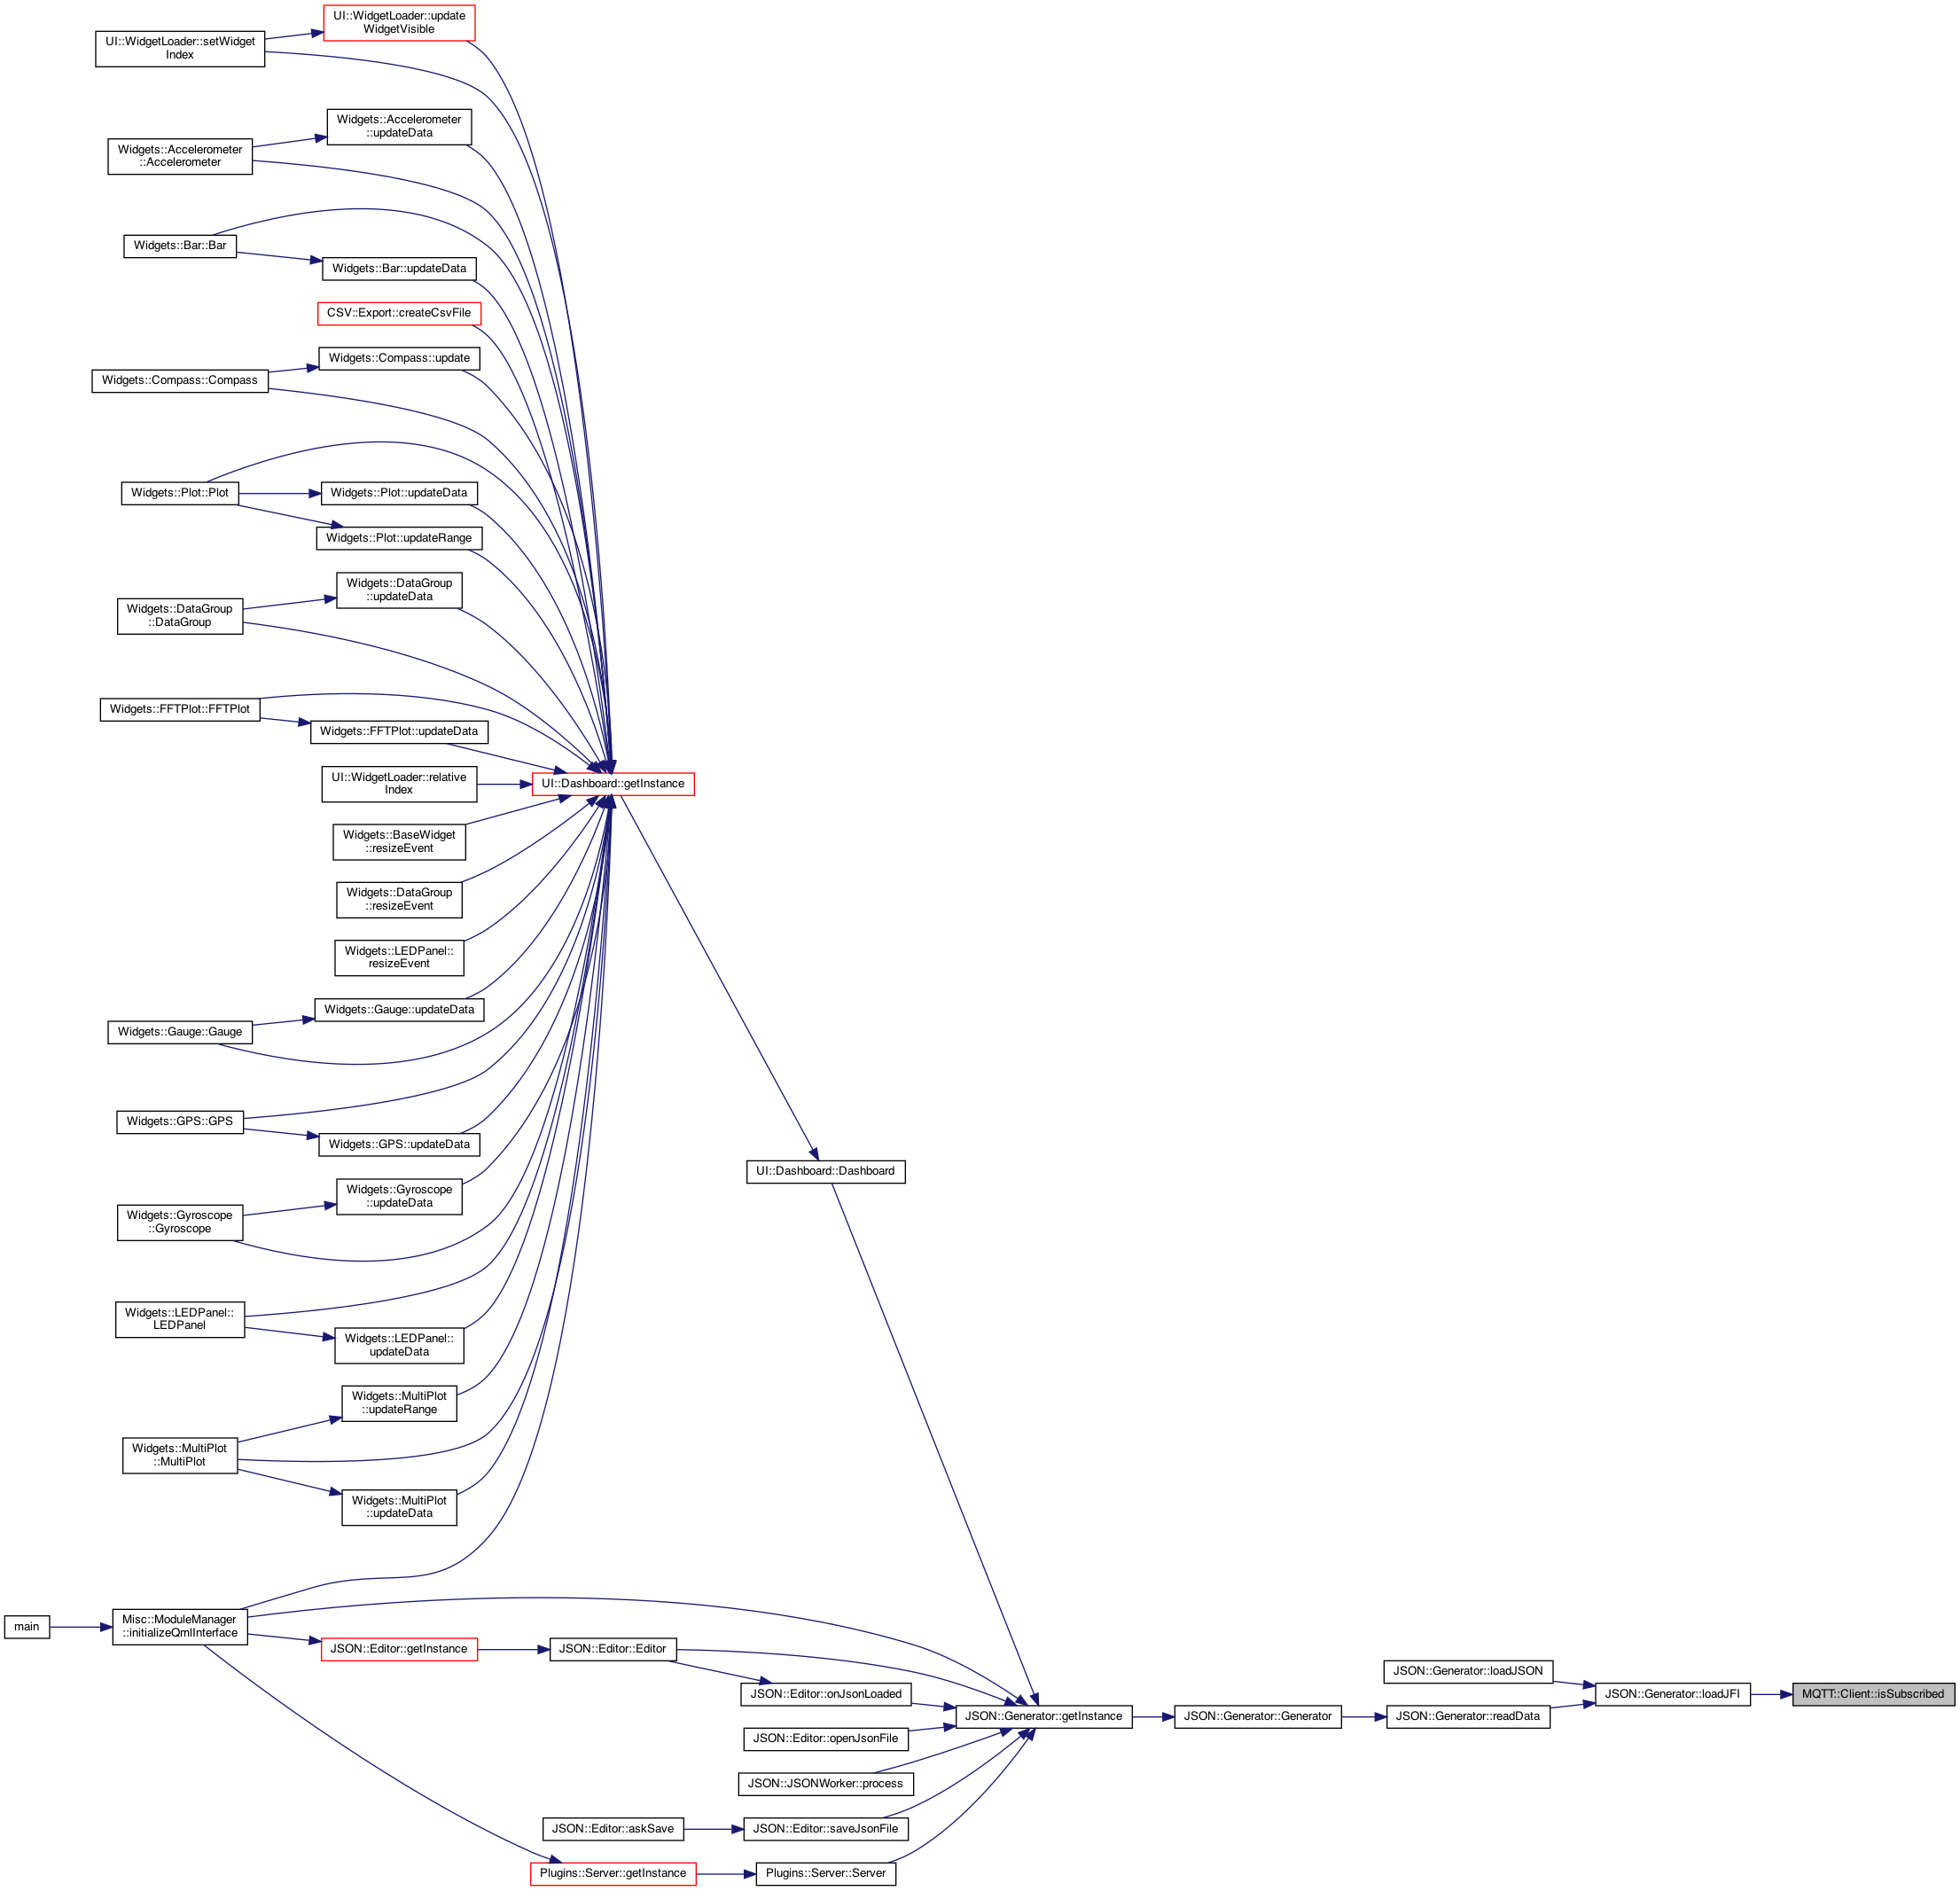 UI::WidgetLoader::update
WidgetVisible
UI::WidgetLoader::setWidget
Index
Widgets::Accelerometer
::updateData
Widgets::Accelerometer
::Accelerometer
Widgets::Bar::Bar
Widgets::Bar::updateData
CSV::Export::createCsvFile
Widgets::Compass::update
Widgets::Compass::Compass
Widgets::Plot::Plot
Widgets::Plot::updateData
Widgets::Plot::updateRange
Widgets::DataGroup
::updateData
Widgets::DataGroup
::DataGroup
Widgets::FFTPlot::FFTPlot
Widgets::FFTPlot::updateData
UI::WidgetLoader::relative
Index
UI::Dashboard::getInstance
Widgets::BaseWidget
::resizeEvent
Widgets::DataGroup
::resizeEvent
Widgets::LEDPanel::
resizeEvent
Widgets::Gauge::updateData
Widgets::Gauge::Gauge
Widgets::GPS::GPS
Widgets::GPS::updateData
UI::Dashboard::Dashboard
Widgets::Gyroscope
::updateData
Widgets::Gyroscope
::Gyroscope
Widgets::LEDPanel::
LEDPanel
Widgets::LEDPanel::
updateData
Widgets::MultiPlot
::updateRange
Widgets::MultiPlot
::MultiPlot
Widgets::MultiPlot
::updateData
main
Misc::ModuleManager
::initializeQmlInterface
JSON::Editor::getInstance
JSON::Editor::Editor
JSON::Editor::onJsonLoaded
JSON::Generator::getInstance
JSON::Generator::Generator
JSON::Generator::loadJSON
JSON::Generator::readData
JSON::Generator::loadJFI
MQTT::Client::isSubscribed
JSON::Editor::openJsonFile
JSON::JSONWorker::process
JSON::Editor::askSave
JSON::Editor::saveJsonFile
Plugins::Server::getInstance
Plugins::Server::Server